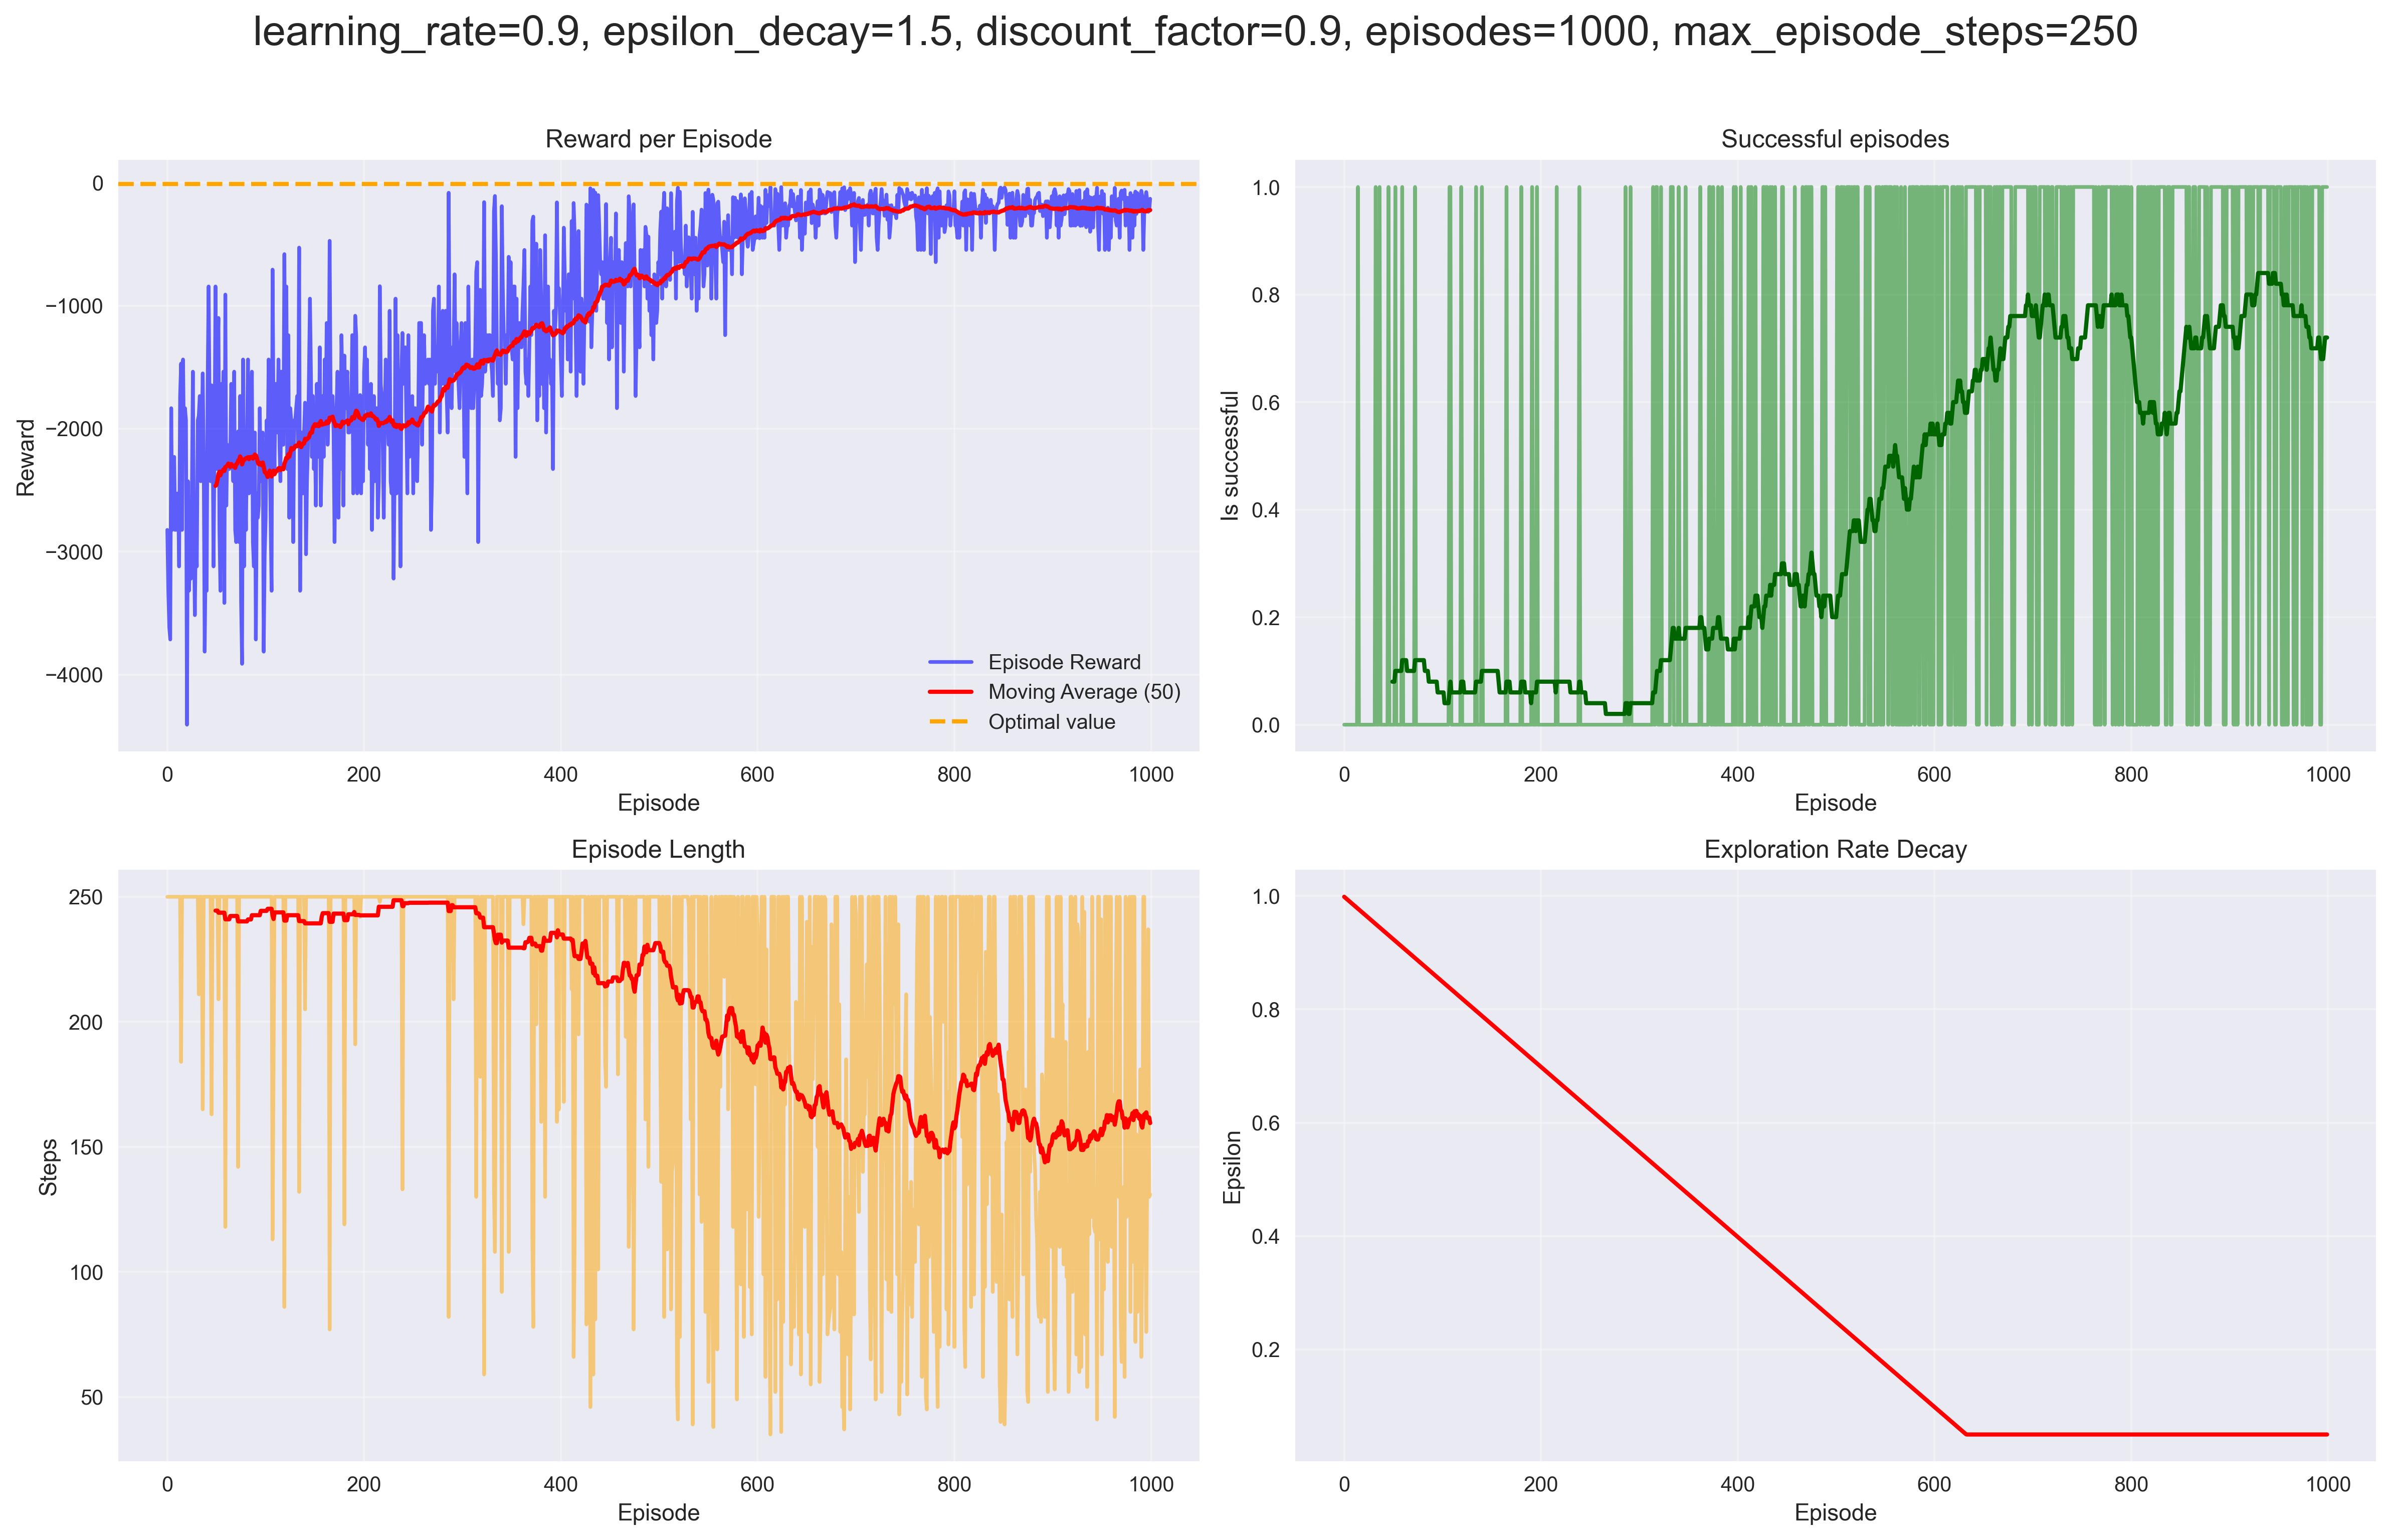 learning_rate=0.9, epsilon_decay=1.5, discount_factor=0.9, episodes=1000, max_episode_steps=250
Reward per Episode
0
−1000
−2000
−3000
−4000
Reward
Episode Reward
Moving Average (50)
Optimal value
0 200 400 600 800 1000
Episode
Successful episodes
1.0
0.8
0.6
0.4
0.2
0.0
Is successful
0 200 400 600 800 1000
Episode
Episode Length
250
200
150
100
50
Steps
0 200 400 600 800 1000
Episode
Exploration Rate Decay
1.0
0.8
0.6
0.4
0.2
Epsilon
0 200 400 600 800 1000
Episode